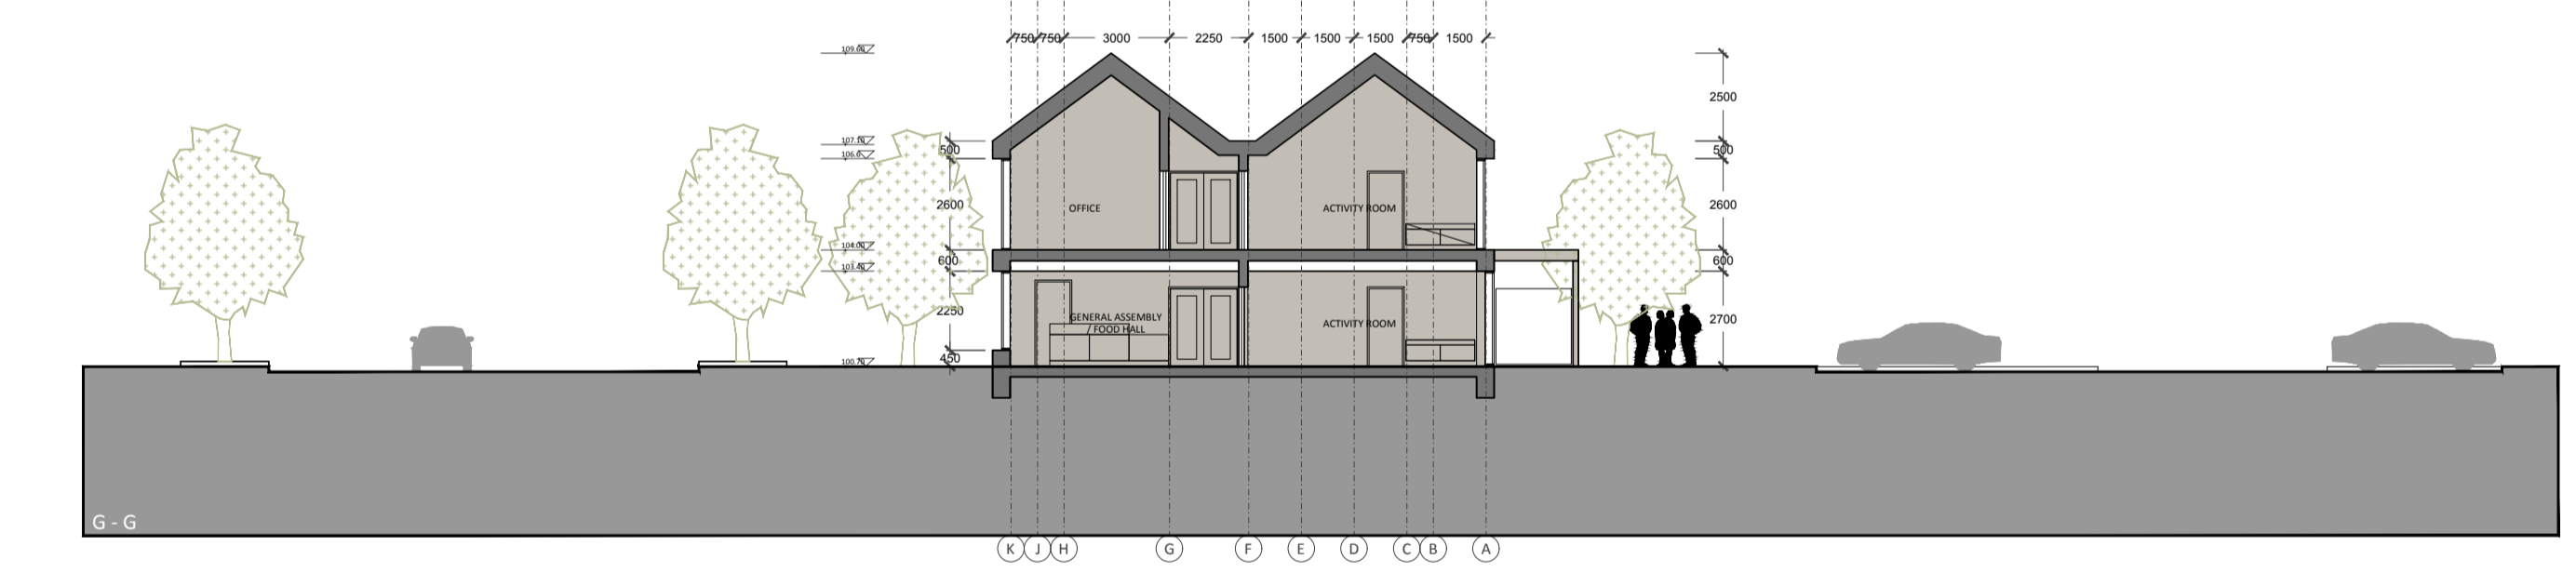 750 750 3000 2250 1500 1500 1500 750 1500
109.60
2500
107.10
500
500
106.6
2600
2600
OFFICE
ACTIVITY ROOM
104.00
600
600
103.40
2250
2700
GENERAL ASSEMBLY
/ FOOD HALL
ACTIVITY ROOM
450
100.70
G - G
K J H G F E D C B A